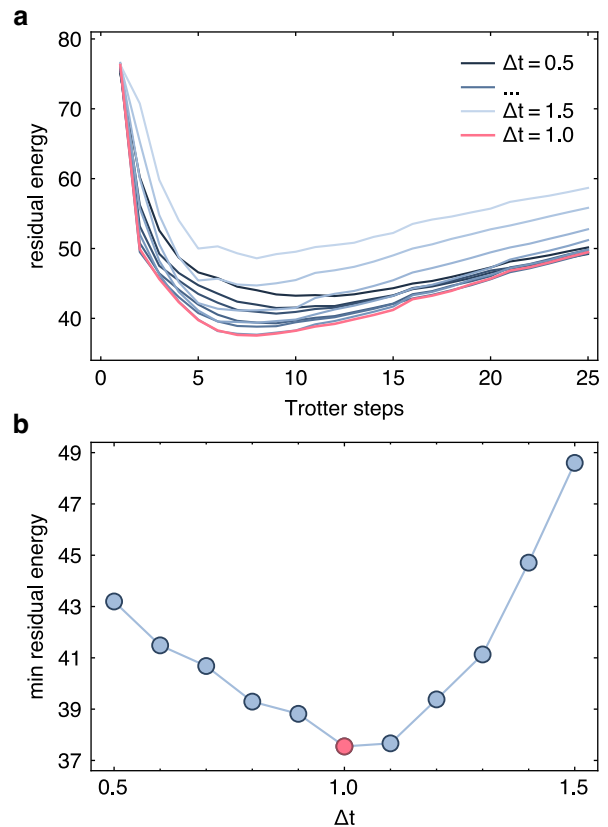 a
80
70
60
50
40
residual energy
Δt = 0.5
...
Δt = 1.5
Δt = 1.0
0 5 10 15 20 25
Trotter steps
b
49
47
45
43
41
39
37
min residual energy
0.5 1.0 1.5
Δt